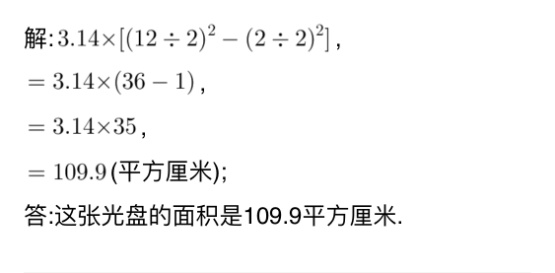 解:3.14×[(12÷2)²−(2÷2)²],
=3.14×(36−1),
=3.14×35,
=109.9(平方厘米);
答:这张光盘的面积是109.9平方厘米.